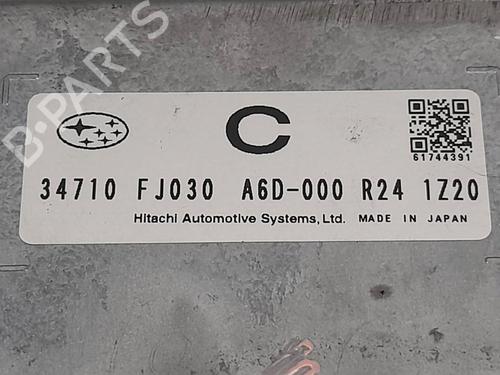 C
61744391
34710 FJ030 A6D-000 R24 1Z20
Hitachi Automotive Systems, Ltd. MADE IN JAPAN
B-PARTS